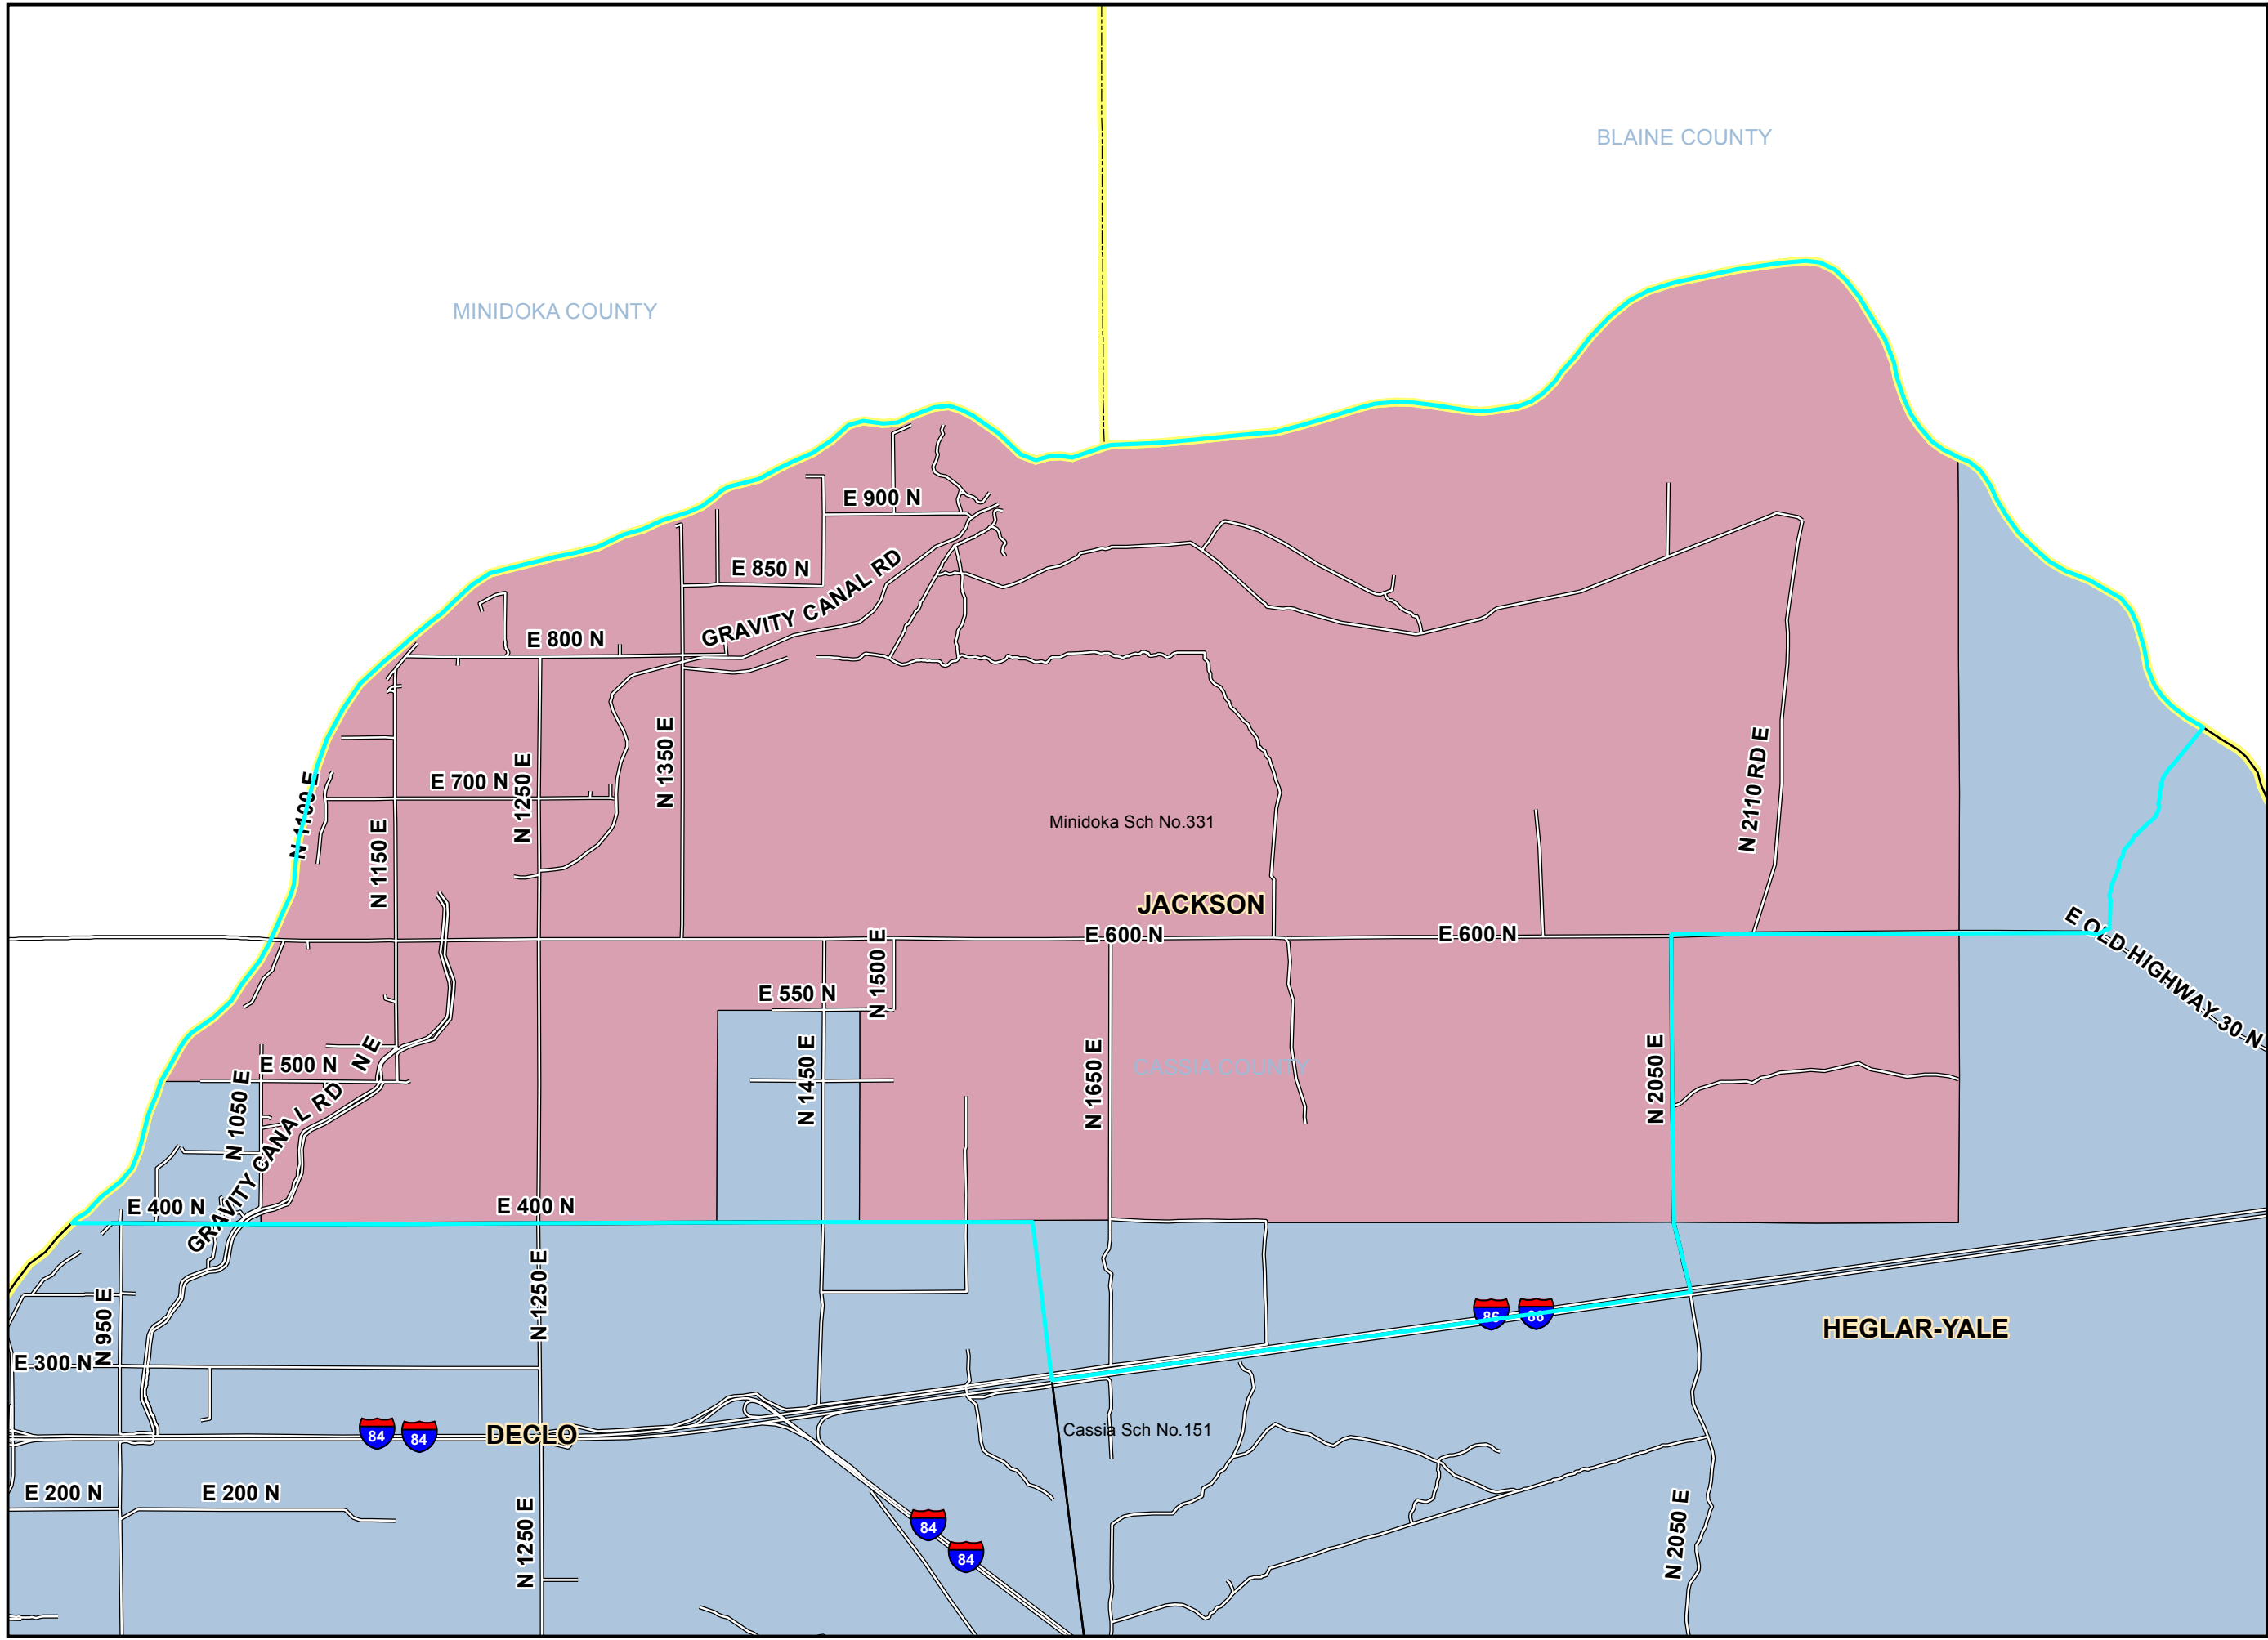 BLAINE COUNTY
MINIDOKA COUNTY
E 900 N
E 850 N
GRAVITY CANAL RD
E 800 N
N 1350 E
N 2110 RD E
N 1100 E
E 700 N
N 1250 E
N 1150 E
Minidoka Sch No.331
JACKSON
E 600 N
E 600 N
E OLD HIGHWAY 30 N
N 1500 E
E 550 N
E 500 N
NE
N 1050 E
GRAVITY CANAL RD
N 1450 E
N 1650 E
CASSIA COUNTY
N 2050 E
E 400 N
E 400 N
N 950 E
N 1250 E
86
86
HEGLAR-YALE
E 300 N
84
84
DECLO
Cassia Sch No.151
E 200 N
E 200 N
N 1250 E
84
84
N 2050 E